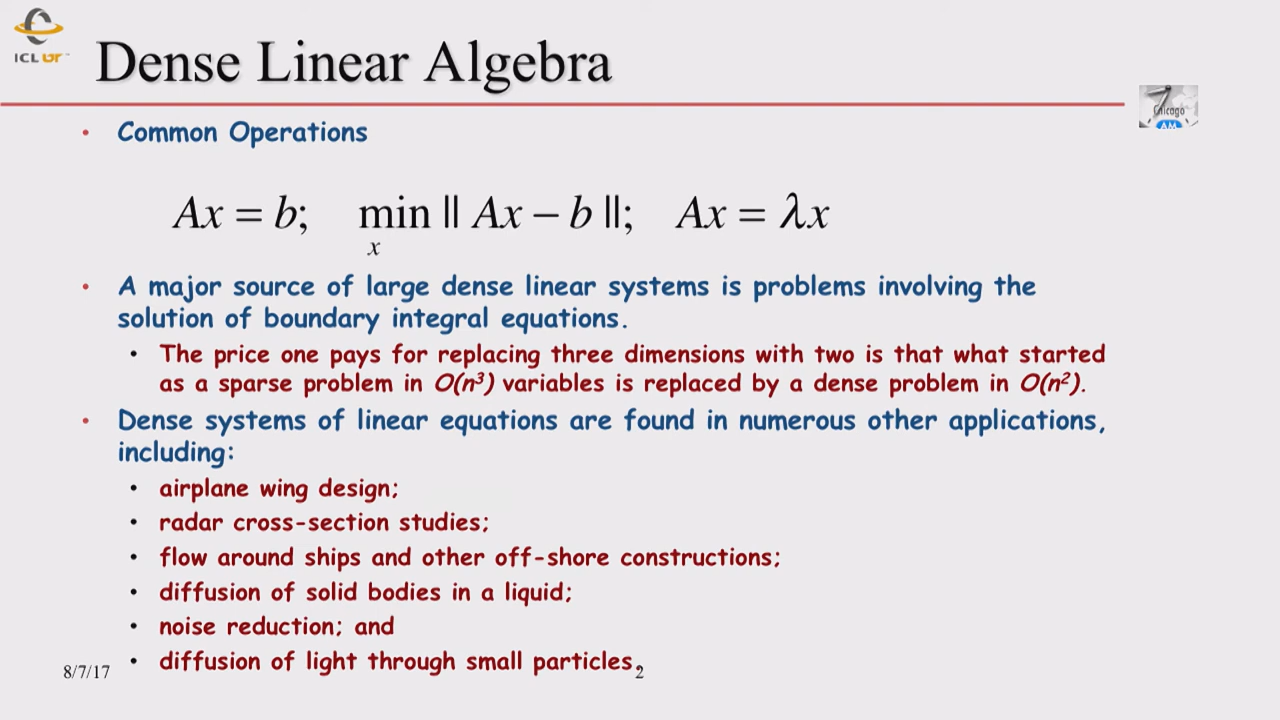 ICL UT
Dense Linear Algebra
Chicago
AM
• Common Operations
Ax = b; min || Ax − b ||; Ax = λx
x
• A major source of large dense linear systems is problems involving the
solution of boundary integral equations.
• The price one pays for replacing three dimensions with two is that what started
as a sparse problem in O(n³) variables is replaced by a dense problem in O(n²).
• Dense systems of linear equations are found in numerous other applications,
including:
• airplane wing design;
• radar cross-section studies;
• flow around ships and other off-shore constructions;
• diffusion of solid bodies in a liquid;
• noise reduction; and
• diffusion of light through small particles.
8/7/17
2